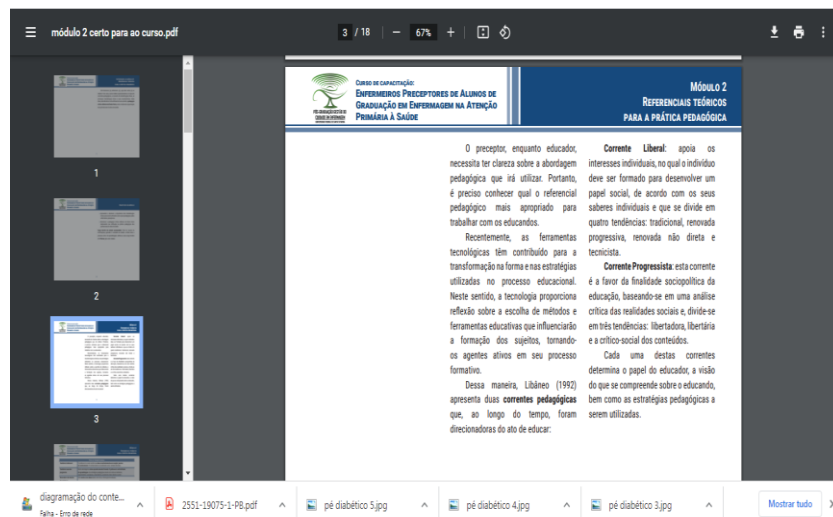 módulo 2 certo para ao curso.pdf
3 / 18
67%
1
2
3
CURSO DE CAPACITAÇÃO:
ENFERMEIROS PRECEPTORES DE ALUNOS DE
GRADUAÇÃO EM ENFERMAGEM NA ATENÇÃO
PRIMÁRIA À SAÚDE
MÓDULO 2
REFERENCIAIS TEÓRICOS
PARA A PRÁTICA PEDAGÓGICA
O preceptor, enquanto educador,
necessita ter clareza sobre a abordagem
pedagógica que irá utilizar. Portanto,
é preciso conhecer qual o referencial
pedagógico mais apropriado para
trabalhar com os educandos.
Recentemente, as ferramentas
tecnológicas têm contribuído para a
transformação na forma e nas estratégias
utilizadas no processo educacional.
Neste sentido, a tecnologia proporciona
reflexão sobre a escolha de métodos e
ferramentas educativas que influenciarão
a formação dos sujeitos, tornando-
os agentes ativos em seu processo
formativo.
Dessa maneira, Libâneo (1992)
apresenta duas correntes pedagógicas
que, ao longo do tempo, foram
direcionadoras do ato de educar:
Corrente Liberal: apoia os
interesses individuais, no qual o indivíduo
deve ser formado para desenvolver um
papel social, de acordo com os seus
saberes individuais e que se divide em
quatro tendências: tradicional, renovada
progressiva, renovada não direta e
tecnicista.
Corrente Progressista: esta corrente
é a favor da finalidade sociopolítica da
educação, baseando-se em uma análise
crítica das realidades sociais e, divide-se
em três tendências: libertadora, libertária
e a crítico-social dos conteúdos.
Cada uma destas correntes
determina o papel do educador, a visão
do que se compreende sobre o educando,
bem como as estratégias pedagógicas a
serem utilizadas.
diagramação do conte...
Falha - Erro de rede
2551-19075-1-PB.pdf
pé diabético 5.jpg
pé diabético 4.jpg
pé diabético 3.jpg
Mostrar tudo